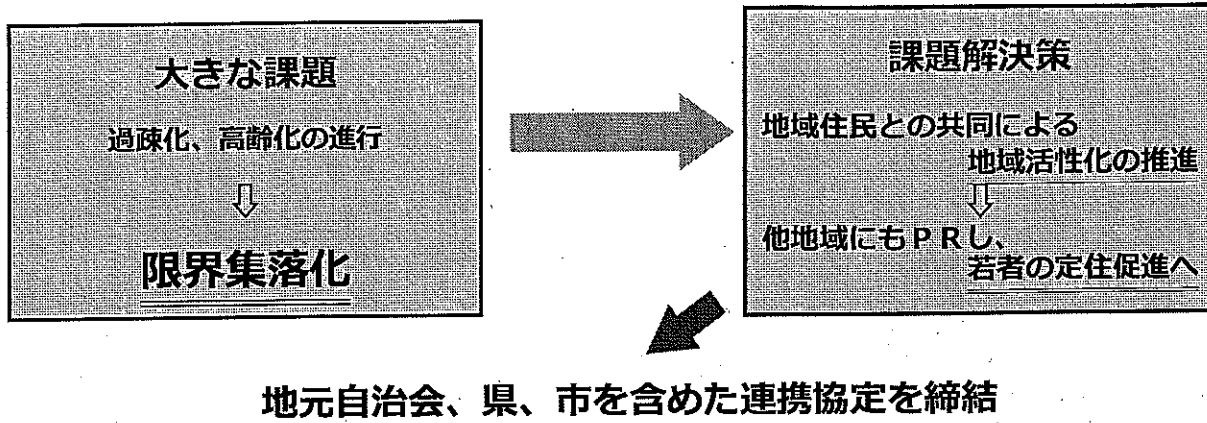 大きな課題
過疎化、高齢化の進行
限界集落化
課題解決策
地域住民との共同による
地域活性化の推進
他地域にもＰＲし、
若者の定住促進へ
地元自治会、県、市を含めた連携協定を締結